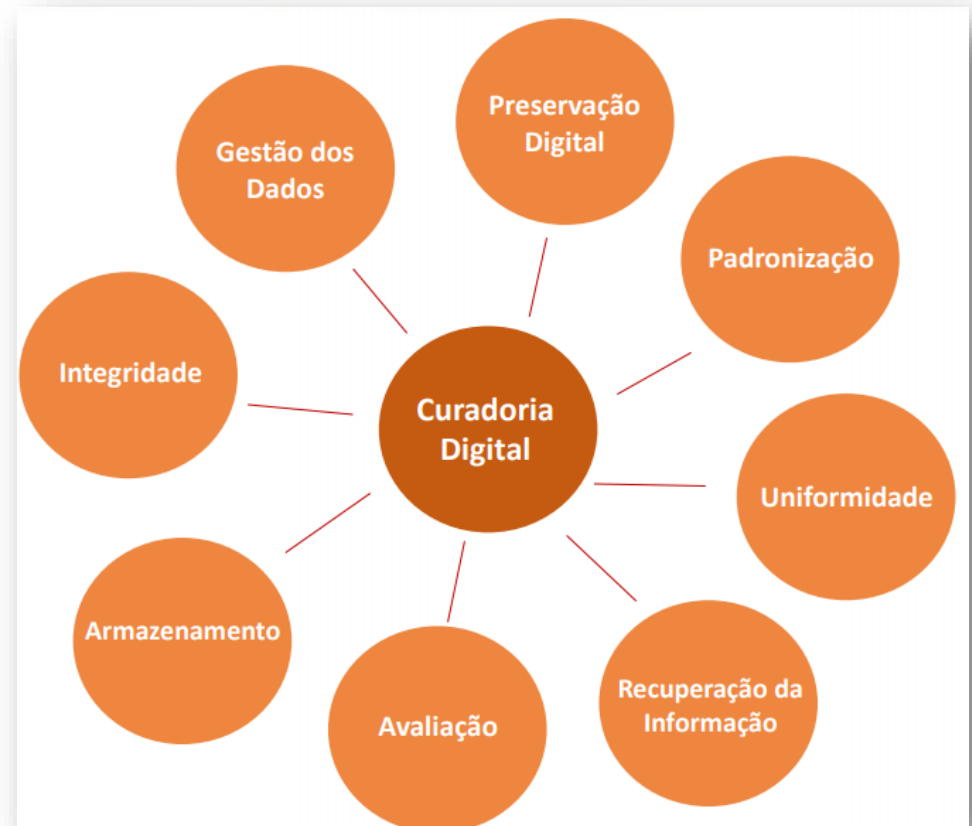 Preservação
Digital
Gestão dos
Dados
Padronização
Integridade
Curadoria
Digital
Uniformidade
Armazenamento
Recuperação da
Informação
Avaliação